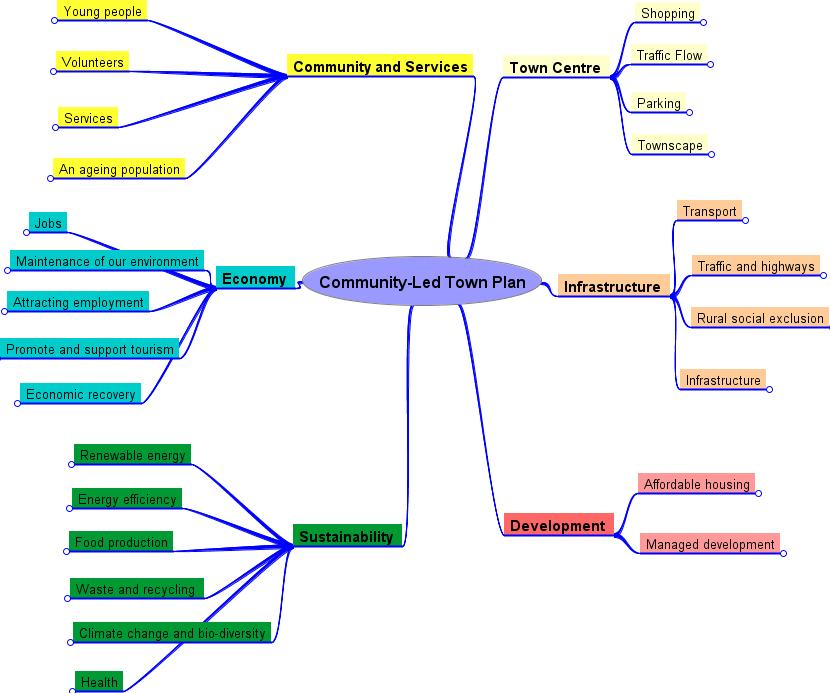 Community-Led Town Plan
Community and Services
Young people
Volunteers
Services
An ageing population
Economy
Jobs
Maintenance of our environment
Attracting employment
Promote and support tourism
Economic recovery
Sustainability
Renewable energy
Energy efficiency
Food production
Waste and recycling
Climate change and bio-diversity
Health
Town Centre
Shopping
Traffic Flow
Parking
Townscape
Infrastructure
Transport
Traffic and highways
Rural social exclusion
Infrastructure
Development
Affordable housing
Managed development